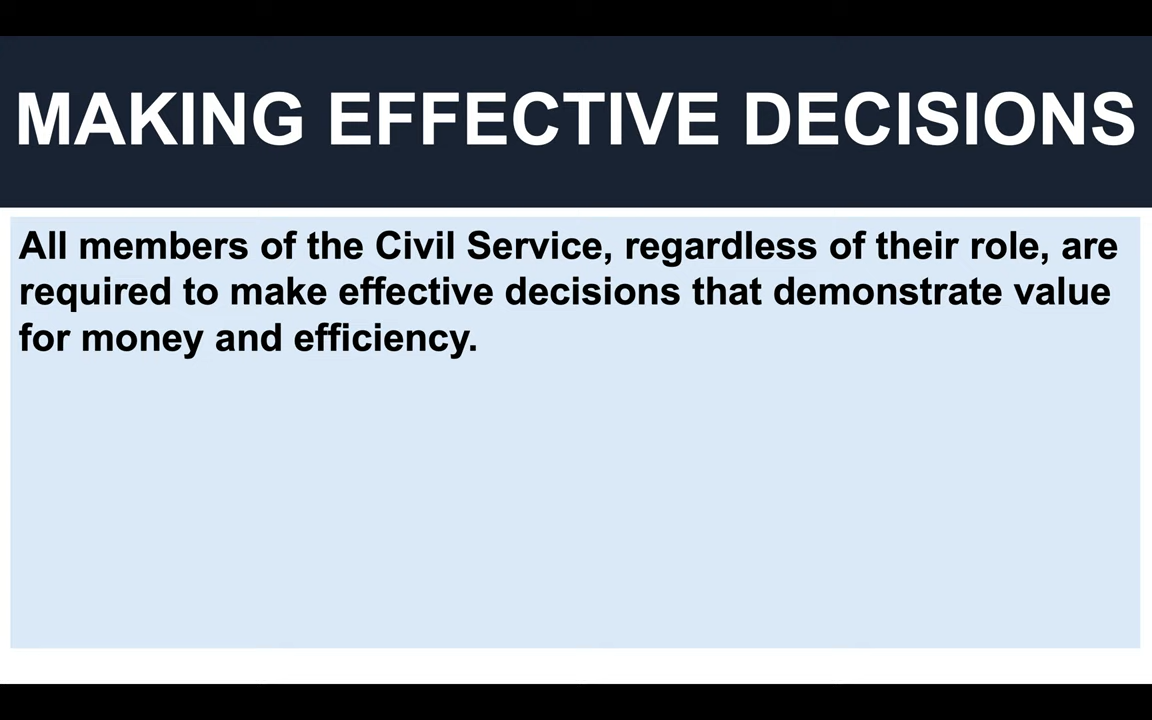 MAKING EFFECTIVE DECISIONS
All members of the Civil Service, regardless of their role, are
required to make effective decisions that demonstrate value
for money and efficiency.